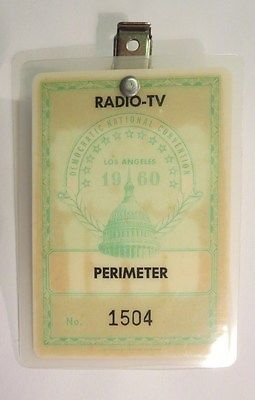 RADIO-TV
DEMOCRATIC NATIONAL CONVENTION
LOS ANGELES
1960
PERIMETER
No. 1504